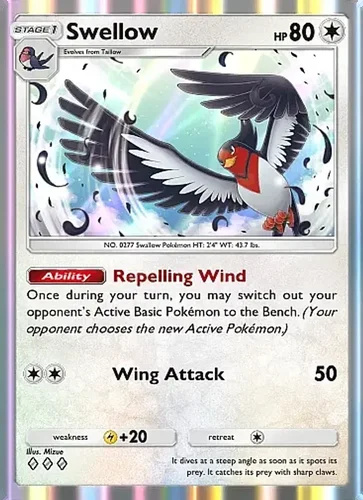 STAGE 1
Swellow
HP 80
Evolves from Taillow
NO. 0277 Swallow Pokémon HT: 2'4" WT: 43.7 lbs.
Ability Repelling Wind
Once during your turn, you may switch out your
opponent's Active Basic Pokémon to the Bench. (Your
opponent chooses the new Active Pokémon.)
Wing Attack 50
weakness +20 retreat
Illus. Mizue
It dives at a steep angle as soon as it spots its
prey. It catches its prey with sharp claws.